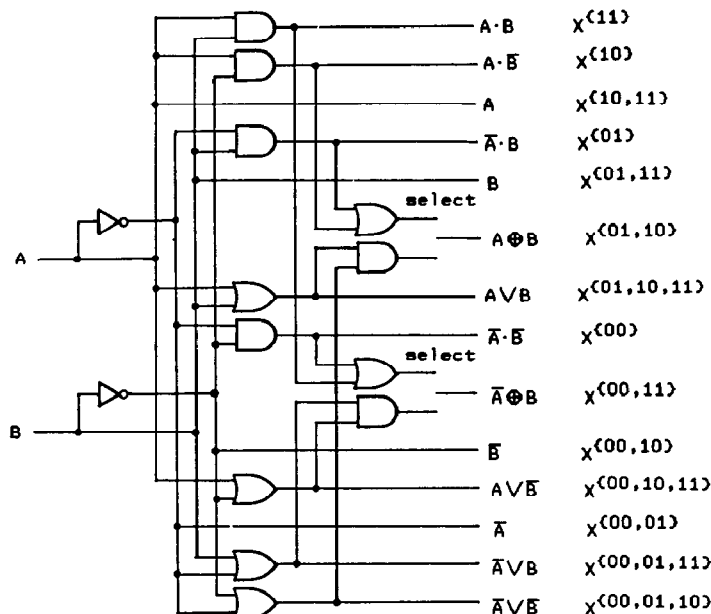 A·B X{11}
A·B̅ X{10}
A X{10,11}
A̅·B X{01}
B X{01,11}
select
A⊕B X{01,10}
A
A∨B X{01,10,11}
A̅·B̅ X{00}
select
A̅⊕B X{00,11}
B
B̅ X{00,10}
A∨B̅ X{00,10,11}
A̅ X{00,01}
A̅∨B X{00,01,11}
A̅∨B̅ X{00,01,10}